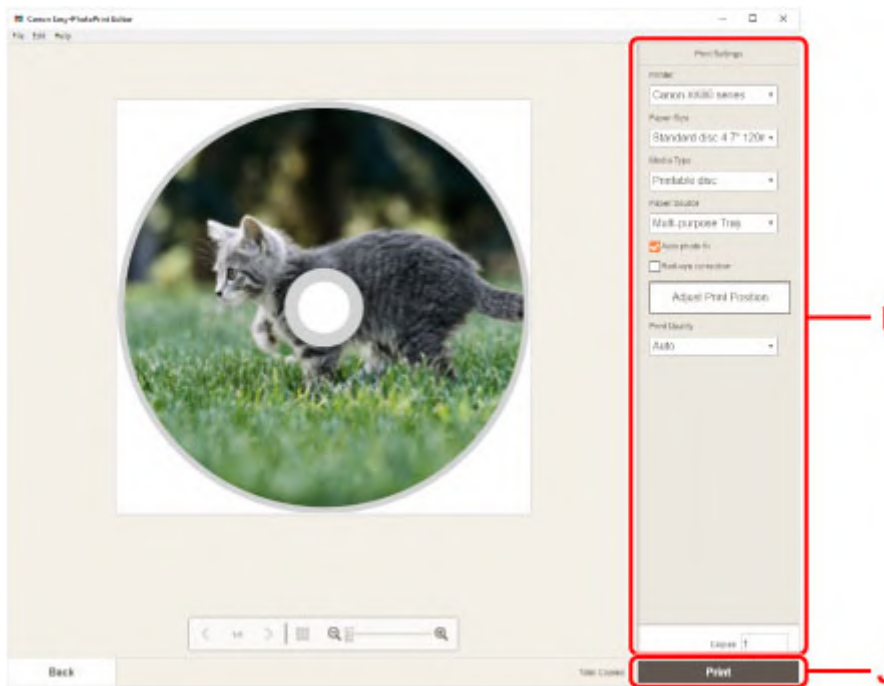 Canon Easy-PhotoPrint Editor
File Edit Help
Print Settings
Printer
Canon series
Paper Size
Standard disc 4.7" 120
Media Type
Printable disc
Paper Source
Multi-purpose Tray
Auto photo fix
Red-eye correction
Adjust Print Position
Print Quality
Auto
Copies 1
Back
Total Copies
Print
J